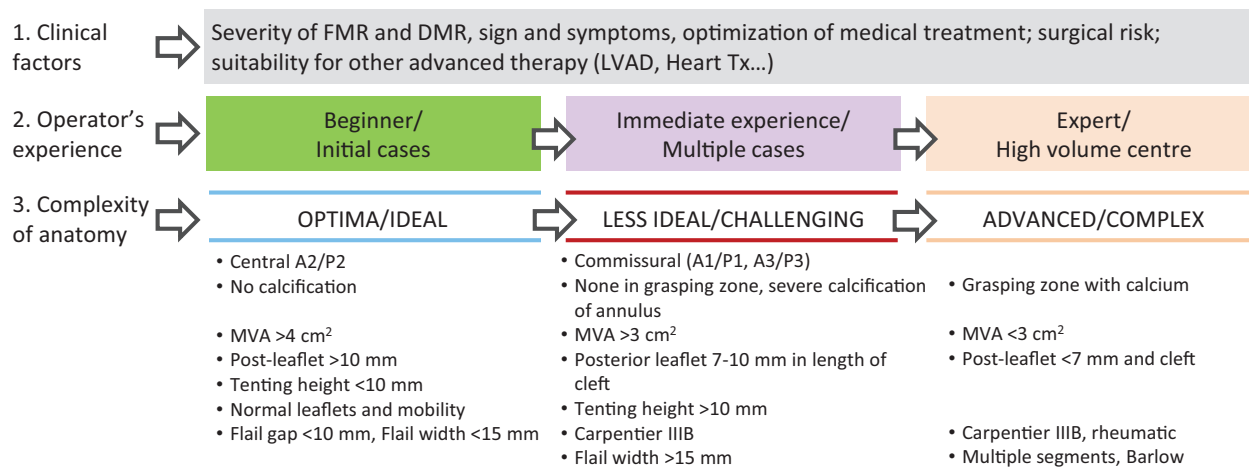 1. Clinical
factors
Severity of FMR and DMR, sign and symptoms, optimization of medical treatment; surgical risk;
suitability for other advanced therapy (LVAD, Heart Tx...)
2. Operator's
experience
Beginner/
Initial cases
Immediate experience/
Multiple cases
Expert/
High volume centre
3. Complexity
of anatomy
OPTIMA/IDEAL
LESS IDEAL/CHALLENGING
ADVANCED/COMPLEX
• Central A2/P2
• No calcification
• MVA >4 cm²
• Post-leaflet >10 mm
• Tenting height <10 mm
• Normal leaflets and mobility
• Flail gap <10 mm, Flail width <15 mm
• Commissural (A1/P1, A3/P3)
• None in grasping zone, severe calcification
of annulus
• MVA >3 cm²
• Posterior leaflet 7-10 mm in length of
cleft
• Tenting height >10 mm
• Carpentier IIIB
• Flail width >15 mm
• Grasping zone with calcium
• MVA <3 cm²
• Post-leaflet <7 mm and cleft
• Carpentier IIIB, rheumatic
• Multiple segments, Barlow